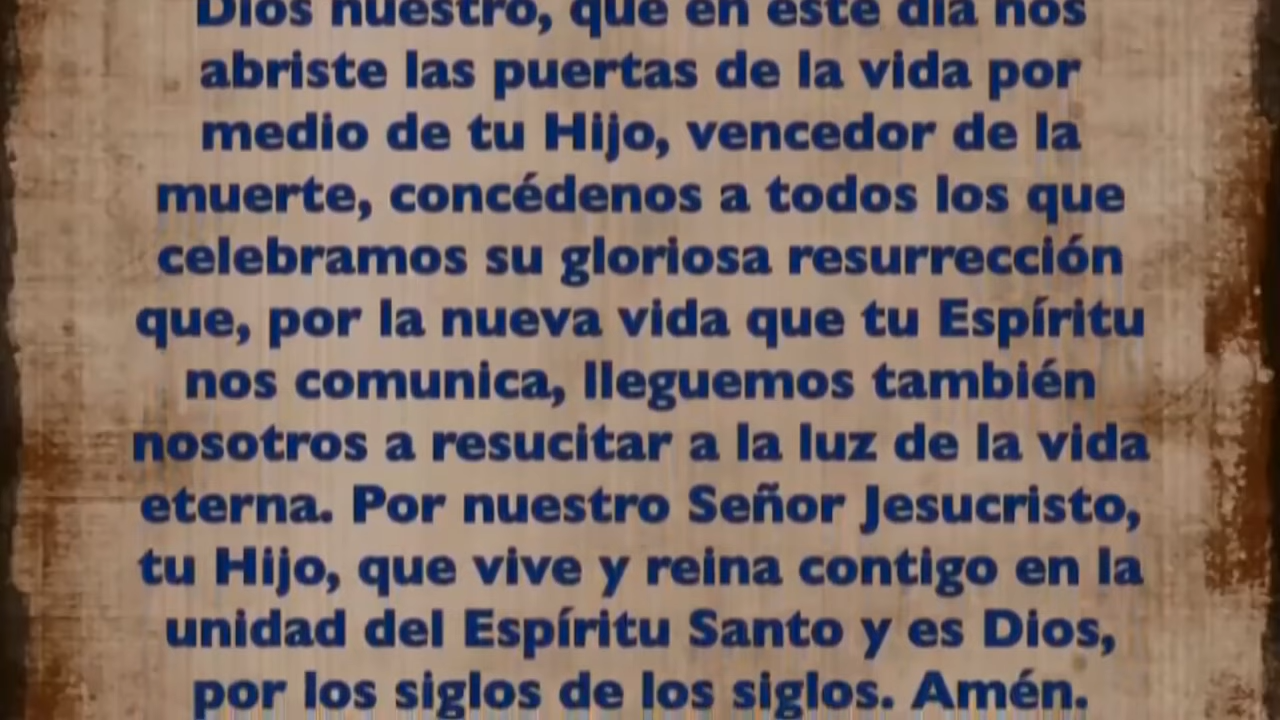 Dios nuestro, que en este día nos
abriste las puertas de la vida por
medio de tu Hijo, vencedor de la
muerte, concédenos a todos los que
celebramos su gloriosa resurrección
que, por la nueva vida que tu Espíritu
nos comunica, lleguemos también
nosotros a resucitar a la luz de la vida
eterna. Por nuestro Señor Jesucristo,
tu Hijo, que vive y reina contigo en la
unidad del Espíritu Santo y es Dios,
por los siglos de los siglos. Amén.